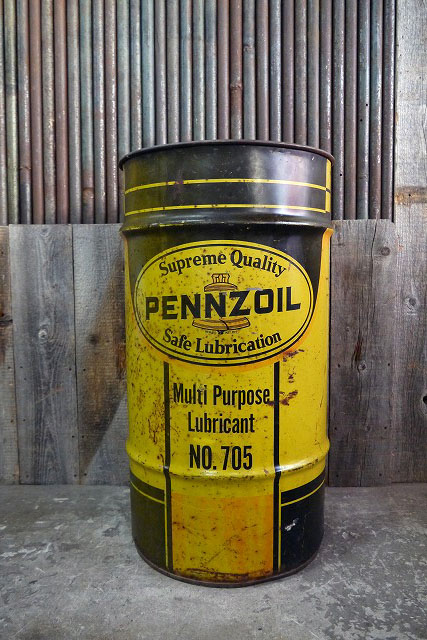 Supreme Quality
PENNZOIL
Safe Lubrication
Multi Purpose
Lubricant
NO. 705